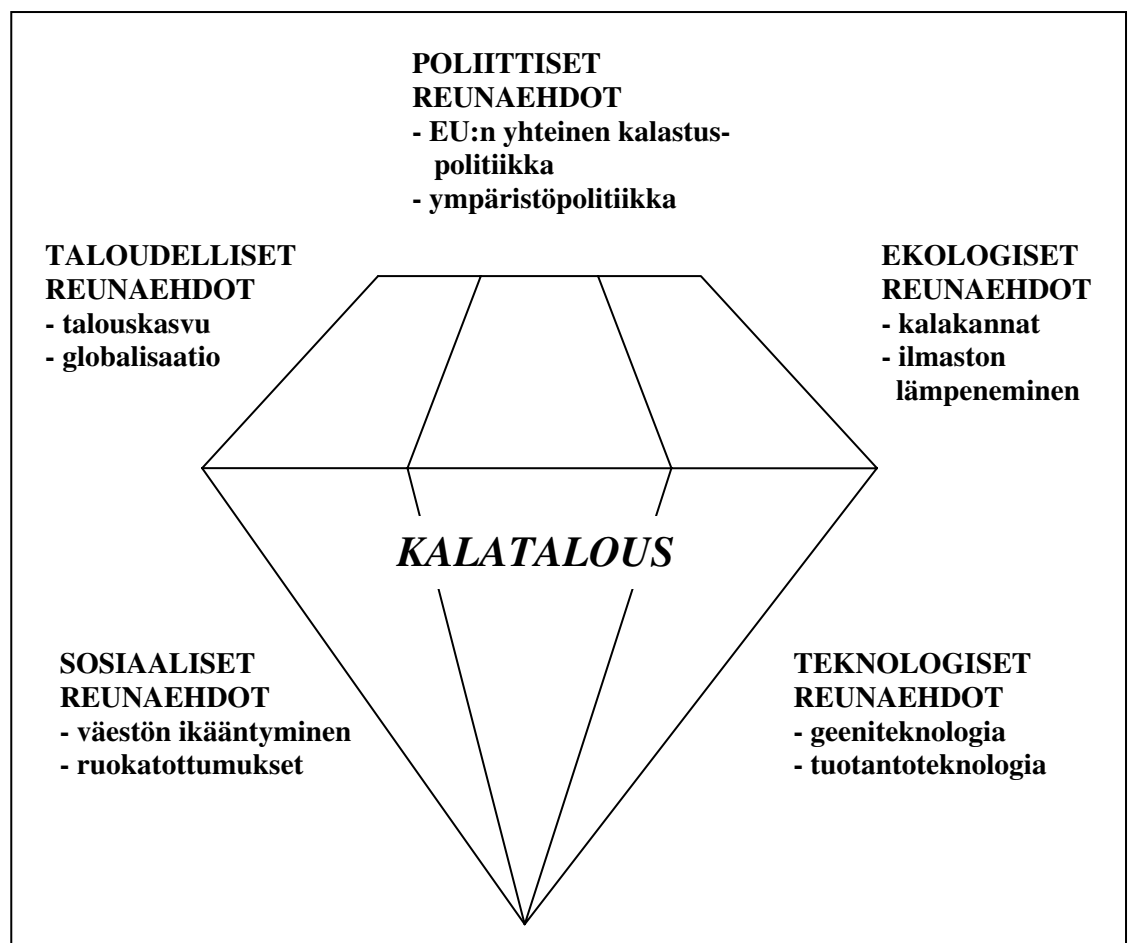 POLIITTISET
REUNAEHDOT
- EU:n yhteinen kalastus-
politiikka
- ympäristöpolitiikka
TALOUDELLISET
REUNAEHDOT
- talouskasvu
- globalisaatio
EKOLOGISET
REUNAEHDOT
- kalakannat
- ilmaston
lämpeneminen
KALATALOUS
SOSIAALISET
REUNAEHDOT
- väestön ikääntyminen
- ruokatottumukset
TEKNOLOGISET
REUNAEHDOT
- geeniteknologia
- tuotantoteknologia